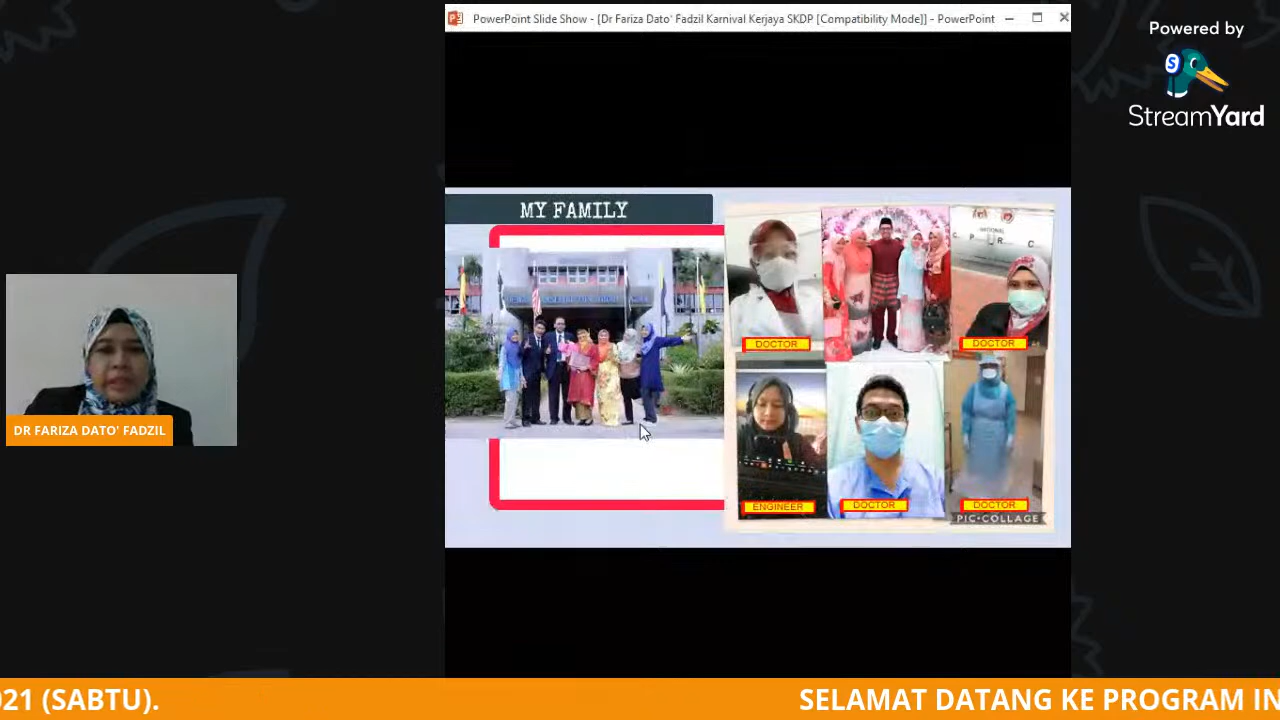 PowerPoint Slide Show - [Dr Fariza Dato' Fadzil Karnival Kerjaya SKDP [Compatibility Mode]] - PowerPoint
Powered by
StreamYard
MY FAMILY
NATIONAL
C P R C
DOCTOR
DOCTOR
DR FARIZA DATO' FADZIL
ENGINEER
DOCTOR
DOCTOR
PIC•COLLAGE
021 (SABTU).
SELAMAT DATANG KE PROGRAM IN